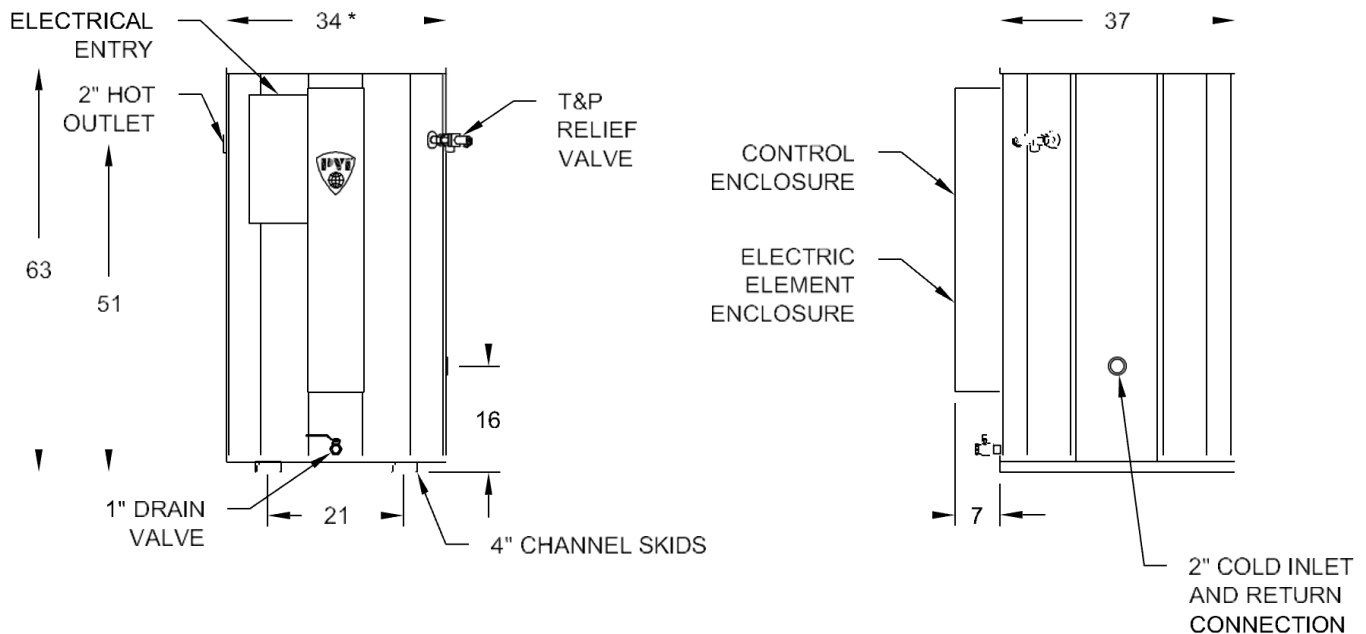 ELECTRICAL
ENTRY
34 *
37
2" HOT
OUTLET
T&P
RELIEF
VALVE
PVI
CONTROL
ENCLOSURE
63
51
ELECTRIC
ELEMENT
ENCLOSURE
16
1" DRAIN
VALVE
21
4" CHANNEL SKIDS
7
2" COLD INLET
AND RETURN
CONNECTION